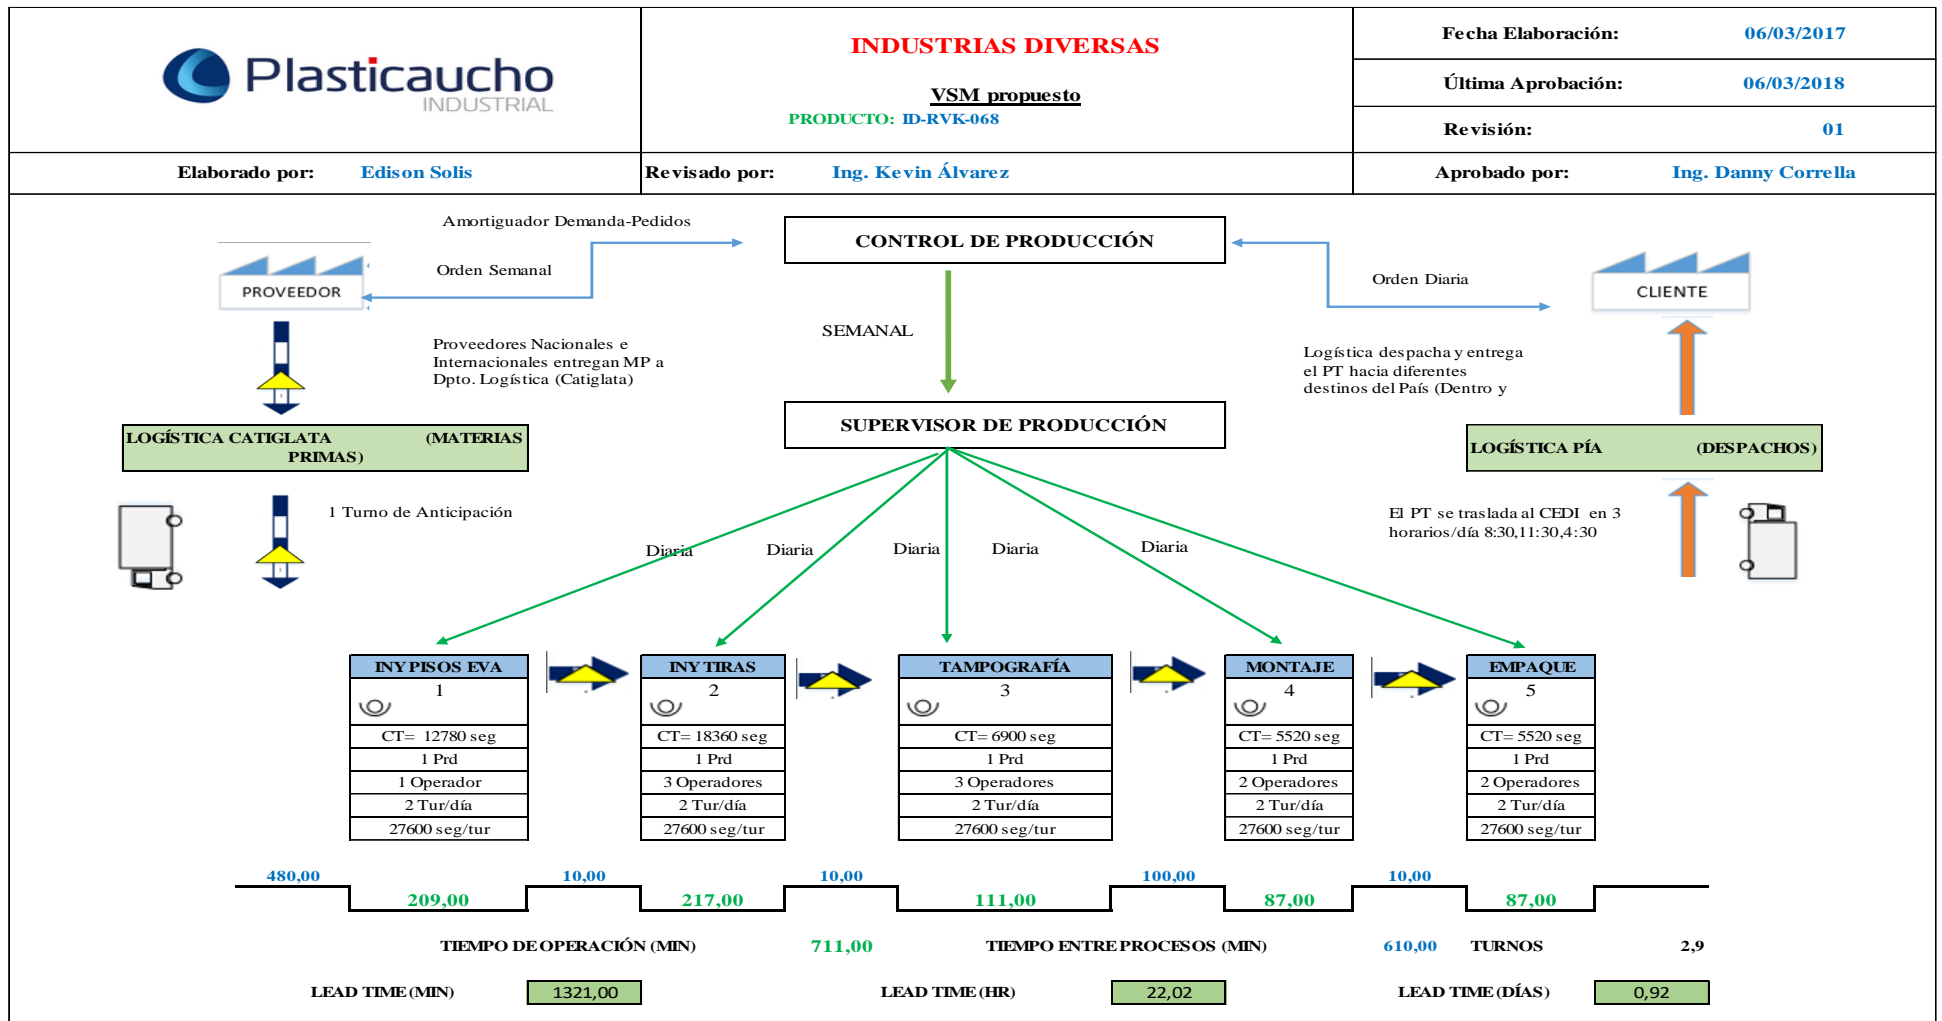 Plasticaucho
INDUSTRIAL
INDUSTRIAS DIVERSAS
VSM propuesto
PRODUCTO: ID-RVK-068
Fecha Elaboración: 06/03/2017
Última Aprobación: 06/03/2018
Revisión: 01
Elaborado por: Edison Solis
Revisado por: Ing. Kevin Álvarez
Aprobado por: Ing. Danny Corrella
Amortiguador Demanda-Pedidos
CONTROL DE PRODUCCIÓN
Orden Semanal
Orden Diaria
PROVEEDOR
CLIENTE
SEMANAL
Proveedores Nacionales e
Internacionales entregan MP a
Dpto. Logística (Catiglata)
Logística despacha y entrega
el PT hacia diferentes
destinos del País (Dentro y
SUPERVISOR DE PRODUCCIÓN
LOGÍSTICA CATIGLATA (MATERIAS
PRIMAS)
LOGÍSTICA PÍA (DESPACHOS)
1 Turno de Anticipación
El PT se traslada al CEDI en 3
horarios/día 8:30,11:30,4:30
Diaria Diaria Diaria Diaria Diaria
INY PISOS EVA INY TIRAS TAMPOGRAFÍA MONTAJE EMPAQUE
1 2 3 4 5
CT= 12780 seg CT= 18360 seg CT= 6900 seg CT= 5520 seg CT= 5520 seg
1 Prd 1 Prd 1 Prd 1 Prd 1 Prd
1 Operador 3 Operadores 3 Operadores 2 Operadores 2 Operadores
2 Tur/día 2 Tur/día 2 Tur/día 2 Tur/día 2 Tur/día
27600 seg/tur 27600 seg/tur 27600 seg/tur 27600 seg/tur 27600 seg/tur
480,00 10,00 10,00 100,00 10,00
209,00 217,00 111,00 87,00 87,00
TIEMPO DE OPERACIÓN (MIN) 711,00 TIEMPO ENTRE PROCESOS (MIN) 610,00 TURNOS 2,9
LEAD TIME (MIN) 1321,00 LEAD TIME (HR) 22,02 LEAD TIME (DÍAS) 0,92